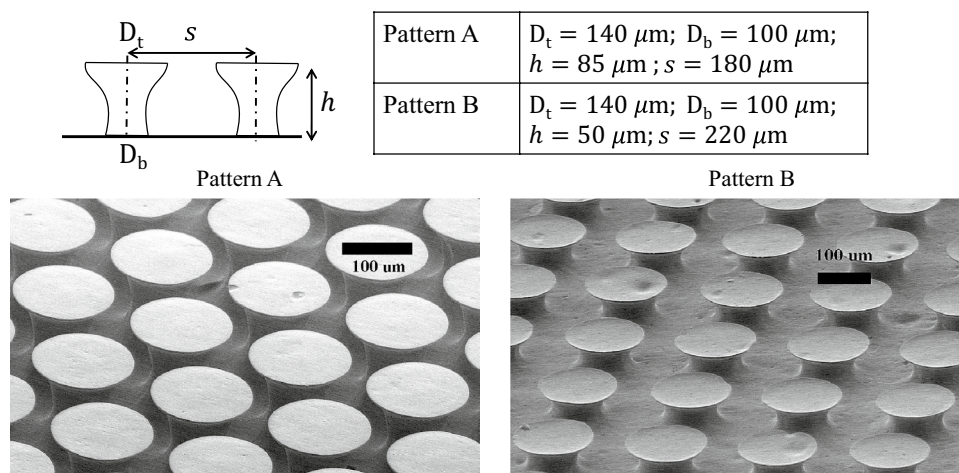 D_t s
h
D_b
Pattern A D_t = 140 μm; D_b = 100 μm;
h = 85 μm ; s = 180 μm
Pattern B D_t = 140 μm; D_b = 100 μm;
h = 50 μm; s = 220 μm
Pattern A Pattern B
100 um
100 um